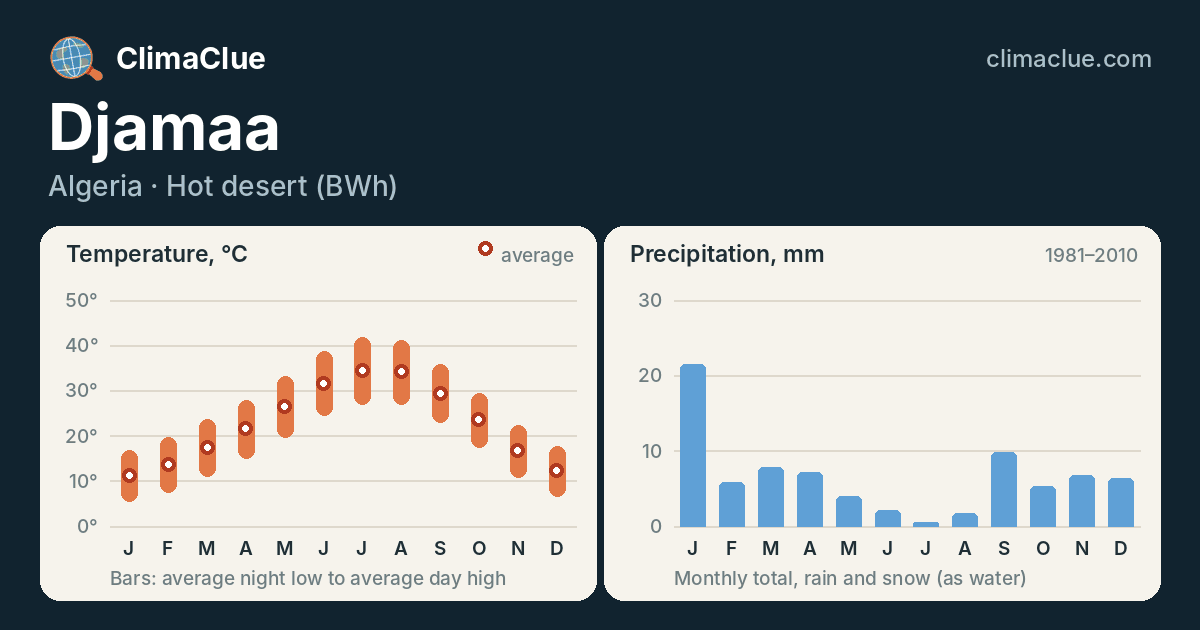 ClimaClue
climaclue.com
Djamaa
Algeria · Hot desert (BWh)
Temperature, °C
average
50°
40°
30°
20°
10°
0°
J F M A M J J A S O N D
Bars: average night low to average day high
Precipitation, mm
1981–2010
30
20
10
0
J F M A M J J A S O N D
Monthly total, rain and snow (as water)